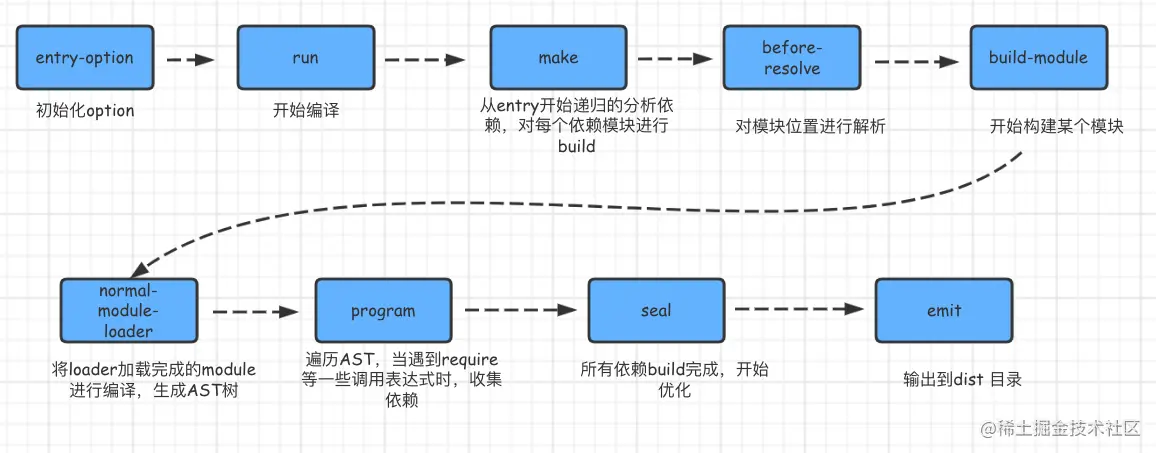 entry-option
run
make
before-
resolve
build-module
初始化option
开始编译
从entry开始递归的分析依
赖，对每个依赖模块进行
build
对模块位置进行解析
开始构建某个模块
normal-
module-
loader
program
seal
emit
将loader加载完成的module
进行编译，生成AST树
遍历AST，当遇到require
等一些调用表达式时，收集
依赖
所有依赖build完成，开始
优化
输出到dist 目录
@稀土掘金技术社区